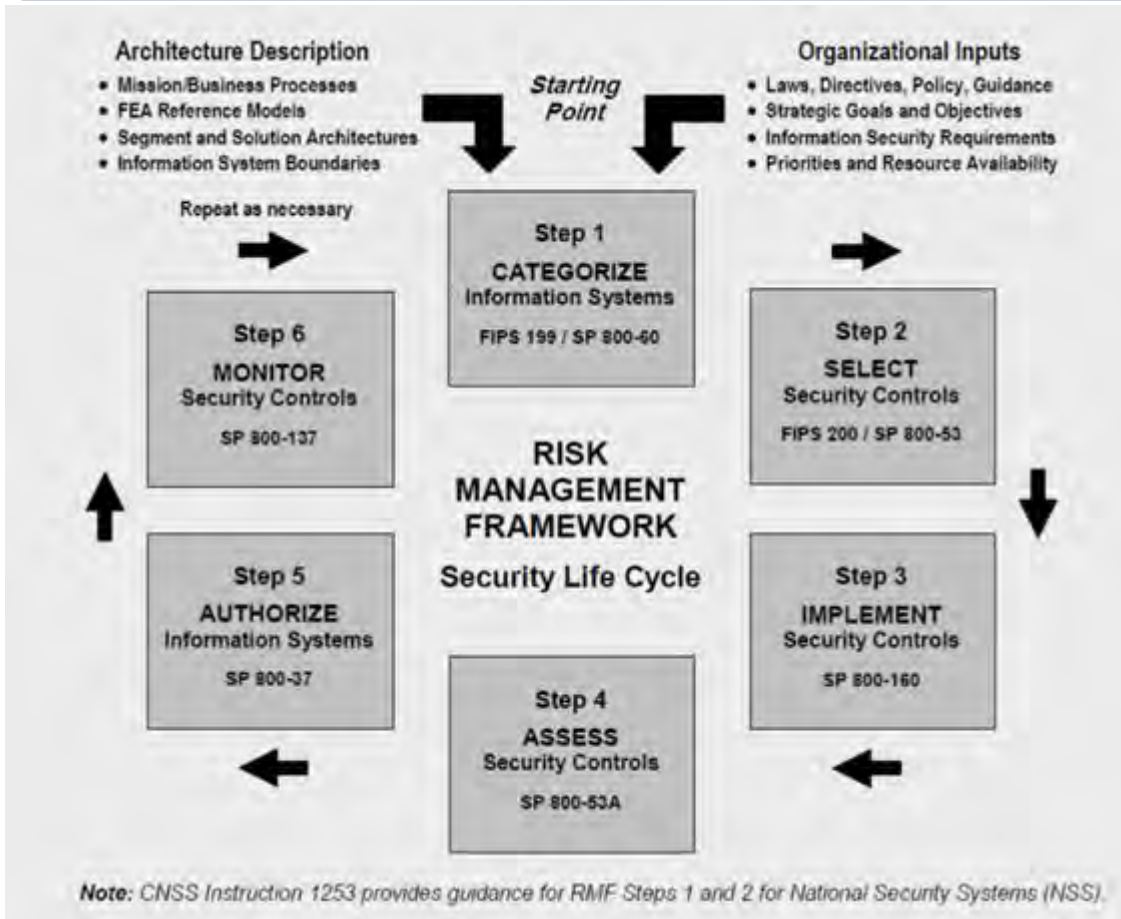 Architecture Description
• Mission/Business Processes
• FEA Reference Models
• Segment and Solution Architectures
• Information System Boundaries
Starting
Point
Organizational Inputs
• Laws, Directives, Policy, Guidance
• Strategic Goals and Objectives
• Information Security Requirements
• Priorities and Resource Availability
Repeat as necessary
Step 1
CATEGORIZE
Information Systems
FIPS 199 / SP 800-60
Step 2
SELECT
Security Controls
FIPS 200 / SP 800-53
Step 3
IMPLEMENT
Security Controls
SP 800-160
Step 4
ASSESS
Security Controls
SP 800-53A
Step 5
AUTHORIZE
Information Systems
SP 800-37
Step 6
MONITOR
Security Controls
SP 800-137
RISK
MANAGEMENT
FRAMEWORK
Security Life Cycle
Note: CNSS Instruction 1253 provides guidance for RMF Steps 1 and 2 for National Security Systems (NSS).